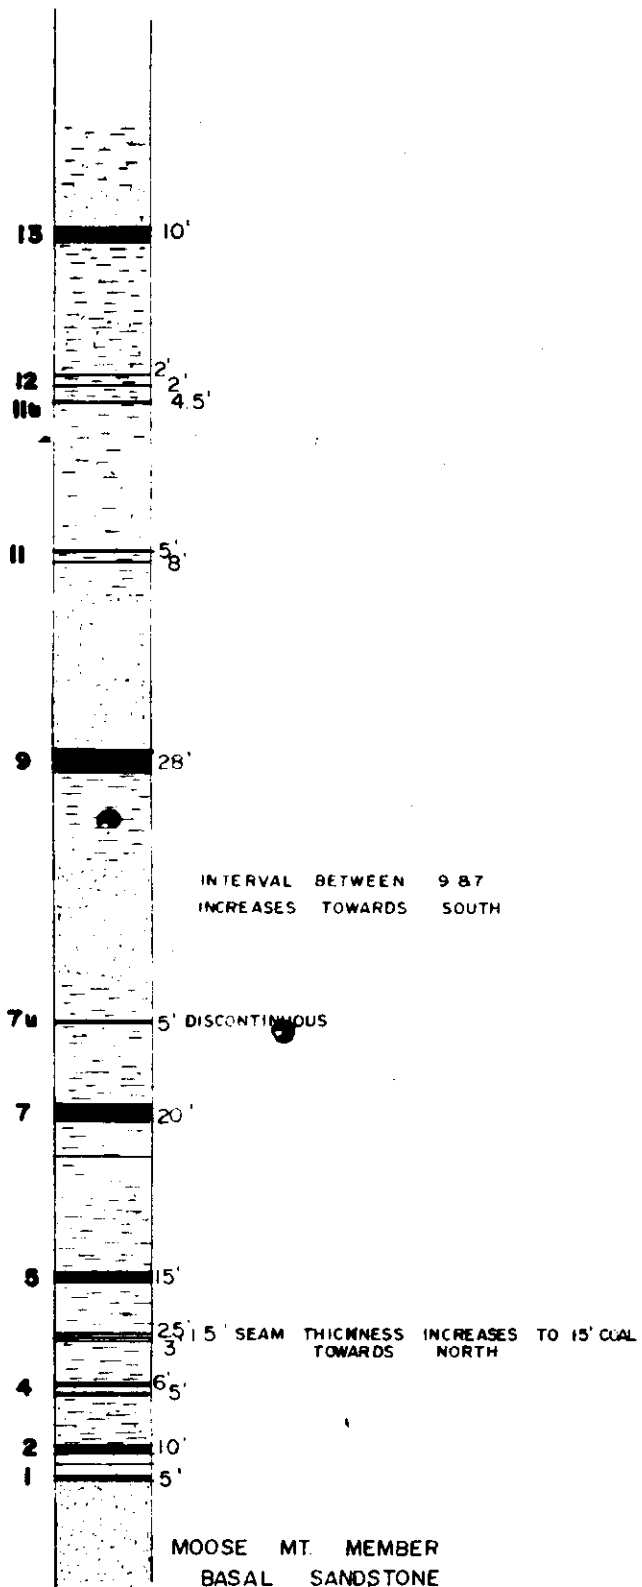 13 10'
2'
12 2'
11u 4.5'
5'
11 8'
9 28'
INTERVAL BETWEEN 9 & 7
INCREASES TOWARDS SOUTH
7u 5' DISCONTINUOUS
7 20'
5 15'
2.5' 1.5' SEAM THICKNESS INCREASES TO 15' COAL
3' TOWARDS NORTH
6'
4 5'
2 10'
1 5'
MOOSE MT. MEMBER
BASAL SANDSTONE